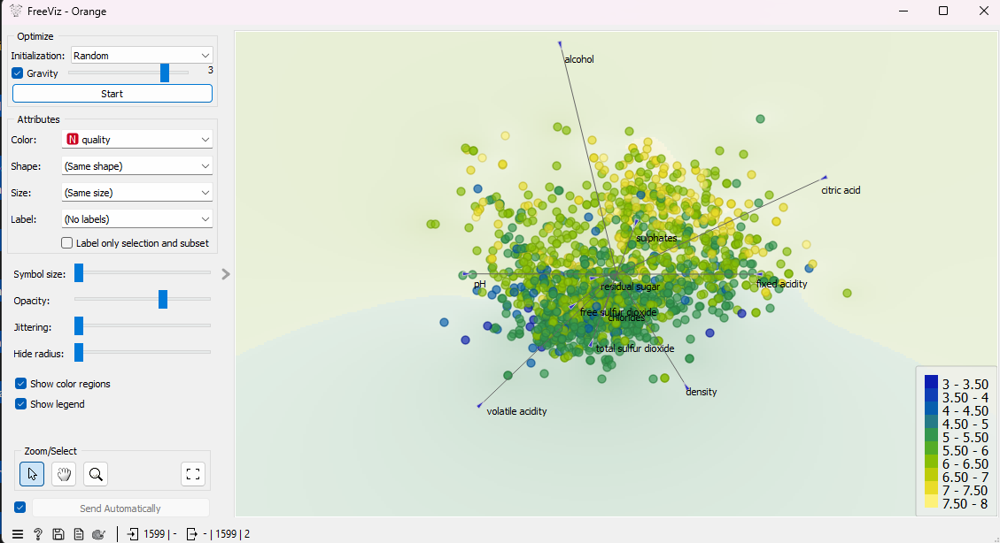 FreeViz - Orange
Optimize
Initialization: Random
Gravity 3
Start
Attributes
Color: N quality
Shape: (Same shape)
Size: (Same size)
Label: (No labels)
Label only selection and subset
Symbol size:
Opacity:
Jittering:
Hide radius:
Show color regions
Show legend
Zoom/Select
Send Automatically
1599 | - - | 1599 | 2
alcohol
citric acid
sulphates
pH
residual sugar
fixed acidity
free sulfur dioxide
chlorides
total sulfur dioxide
density
volatile acidity
3 - 3.50
3.50 - 4
4 - 4.50
4.50 - 5
5 - 5.50
5.50 - 6
6 - 6.50
6.50 - 7
7 - 7.50
7.50 - 8